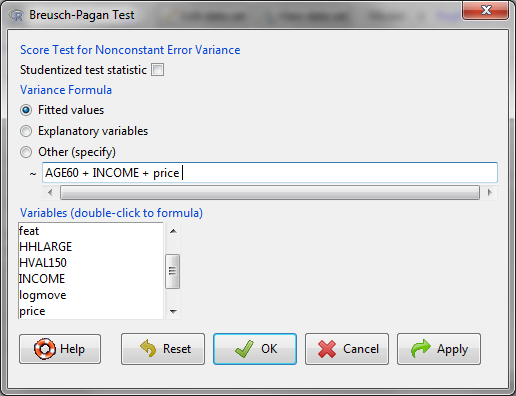 Breusch-Pagan Test
Score Test for Nonconstant Error Variance
Studentized test statistic
Variance Formula
Fitted values
Explanatory variables
Other (specify)
~ AGE60 + INCOME + price
Variables (double-click to formula)
feat
HHLARGE
HVAL150
INCOME
logmove
price
Help Reset OK Cancel Apply